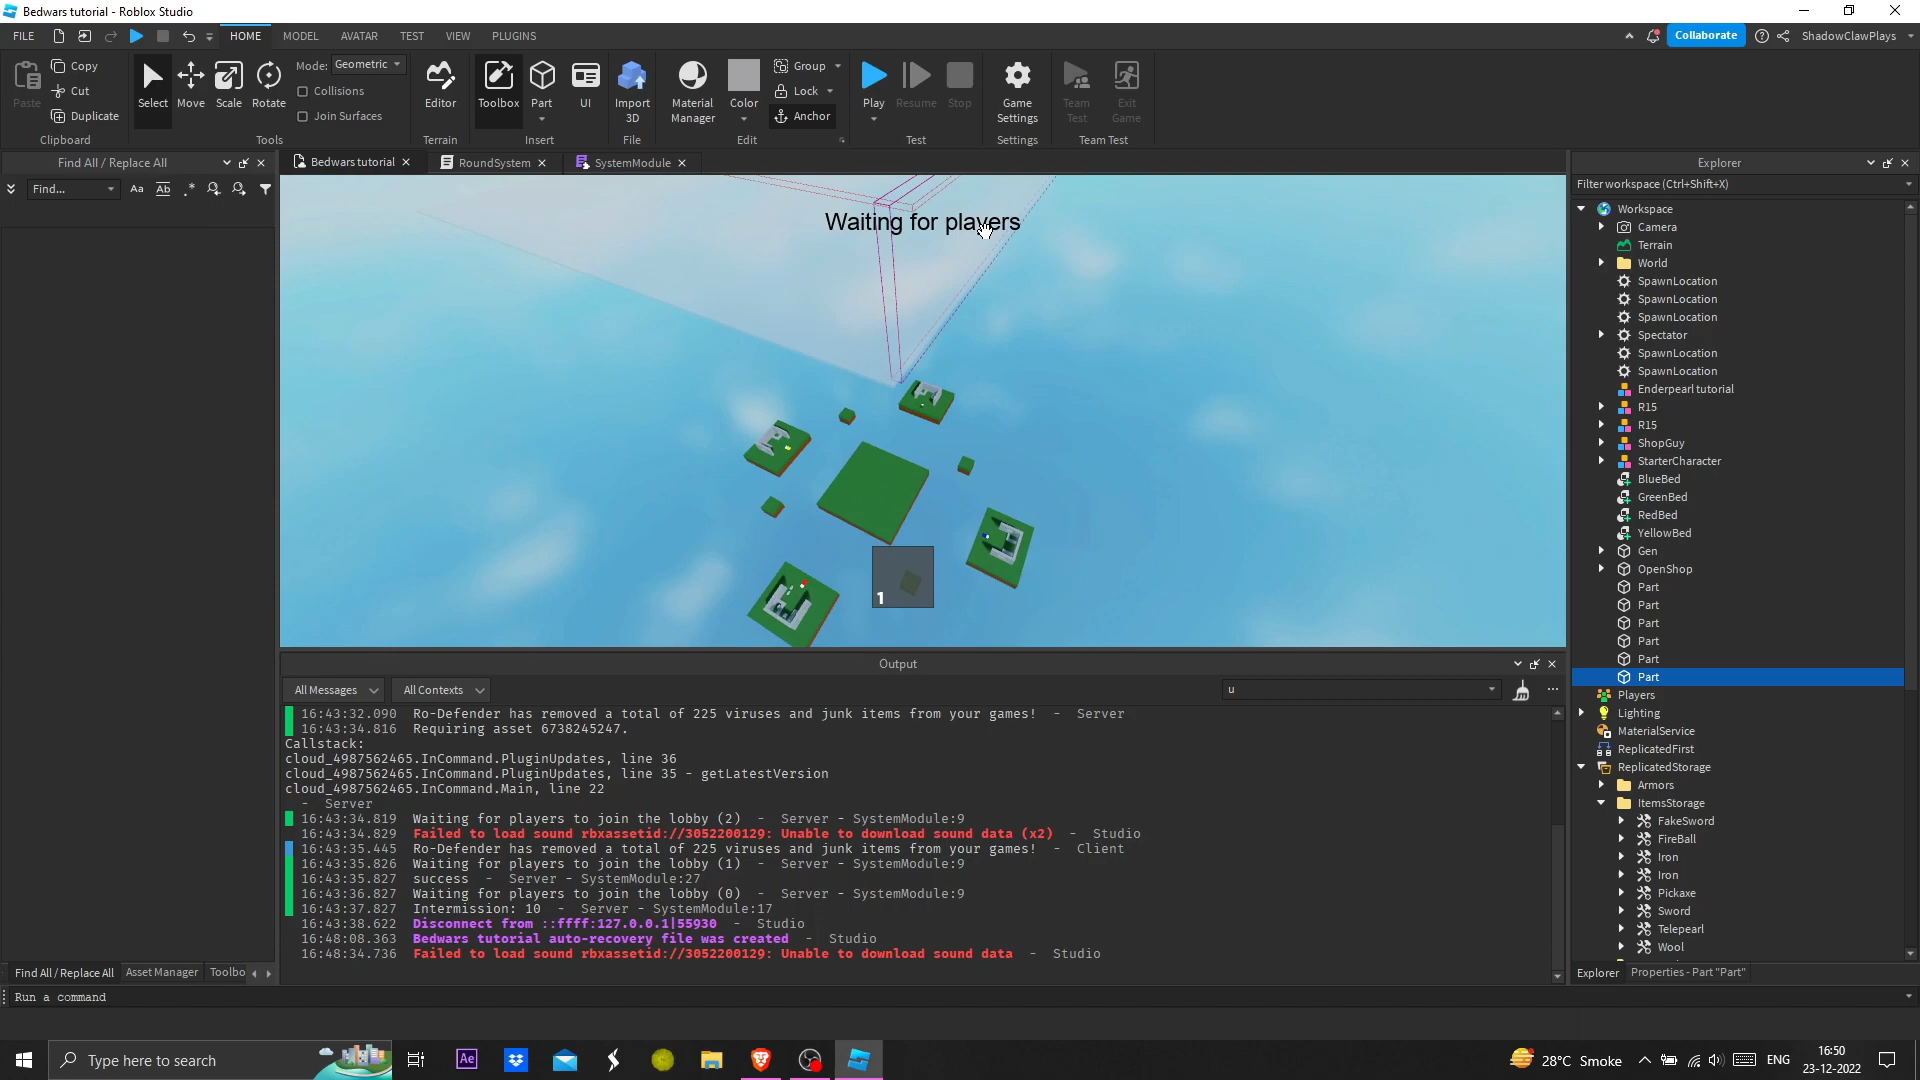 Bedwars tutorial - Roblox Studio
FILE HOME MODEL AVATAR TEST VIEW PLUGINS Collaborate ShadowClawPlays
Paste Copy Cut Duplicate Clipboard
Select Move Scale Rotate Mode: Geometric Collisions Join Surfaces Tools
Editor Terrain
Toolbox Part UI Insert
Import 3D File
Material Manager Color Group Lock Anchor Edit
Play Resume Stop Test
Game Settings Settings
Team Test Exit Game Team Test
Find All / Replace All
Find... Aa Ab .*
Bedwars tutorial RoundSystem SystemModule
Waiting for players
1
Output
All Messages All Contexts u
16:43:32.090 Ro-Defender has removed a total of 225 viruses and junk items from your games! - Server
16:43:34.816 Requiring asset 6738245247.
Callstack:
cloud_4987562465.InCommand.PluginUpdates, line 36
cloud_4987562465.InCommand.PluginUpdates, line 35 - getLatestVersion
cloud_4987562465.InCommand.Main, line 22
- Server
16:43:34.819 Waiting for players to join the lobby (2) - Server - SystemModule:9
16:43:34.829 Failed to load sound rbxassetid://3052200129: Unable to download sound data (x2) - Studio
16:43:35.445 Ro-Defender has removed a total of 225 viruses and junk items from your games! - Client
16:43:35.826 Waiting for players to join the lobby (1) - Server - SystemModule:9
16:43:35.827 success - Server - SystemModule:27
16:43:36.827 Waiting for players to join the lobby (0) - Server - SystemModule:9
16:43:37.827 Intermission: 10 - Server - SystemModule:17
16:43:38.622 Disconnect from ::ffff:127.0.0.1|55930 - Studio
16:48:08.363 Bedwars tutorial auto-recovery file was created - Studio
16:48:34.736 Failed to load sound rbxassetid://3052200129: Unable to download sound data - Studio
Explorer
Filter workspace (Ctrl+Shift+X)
Workspace
Camera
Terrain
World
SpawnLocation
SpawnLocation
SpawnLocation
Spectator
SpawnLocation
SpawnLocation
Enderpearl tutorial
R15
R15
ShopGuy
StarterCharacter
BlueBed
GreenBed
RedBed
YellowBed
Gen
OpenShop
Part
Part
Part
Part
Part
Part
Players
Lighting
MaterialService
ReplicatedFirst
ReplicatedStorage
Armors
ItemsStorage
FakeSword
FireBall
Iron
Iron
Pickaxe
Sword
Telepearl
Wool
Find All / Replace All Asset Manager Toolbo
Explorer Properties - Part "Part"
Run a command
Type here to search
Ae
28°C Smoke ENG 16:50
23-12-2022